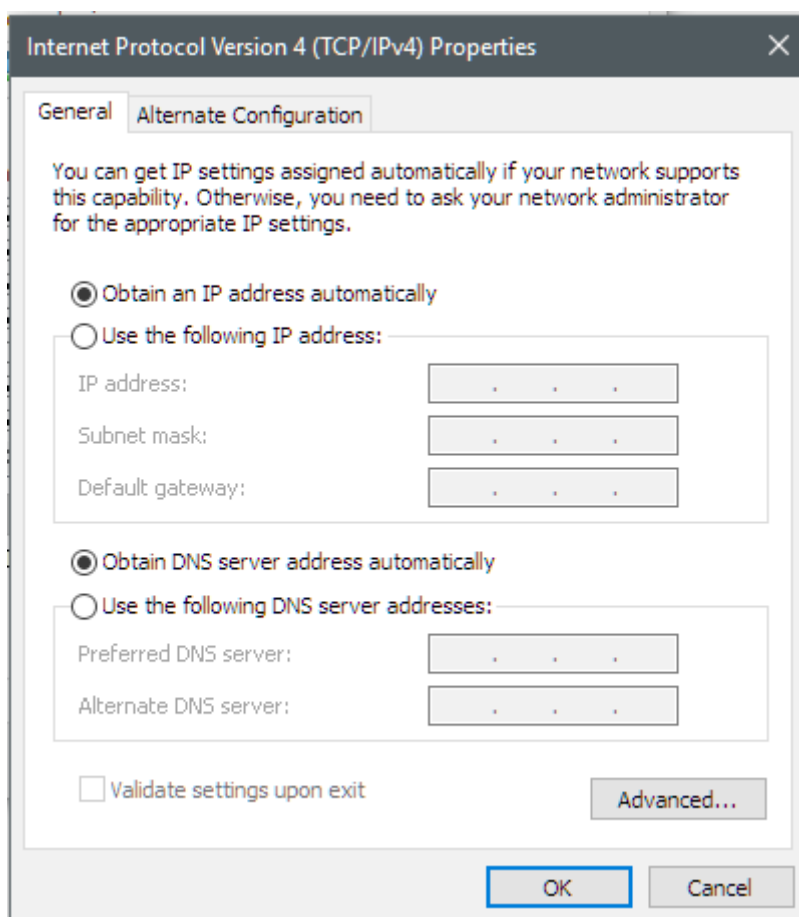 Internet Protocol Version 4 (TCP/IPv4) Properties
General
Alternate Configuration
You can get IP settings assigned automatically if your network supports
this capability. Otherwise, you need to ask your network administrator
for the appropriate IP settings.
Obtain an IP address automatically
Use the following IP address:
IP address:
. . .
Subnet mask:
. . .
Default gateway:
. . .
Obtain DNS server address automatically
Use the following DNS server addresses:
Preferred DNS server:
. . .
Alternate DNS server:
. . .
Validate settings upon exit
Advanced...
OK
Cancel